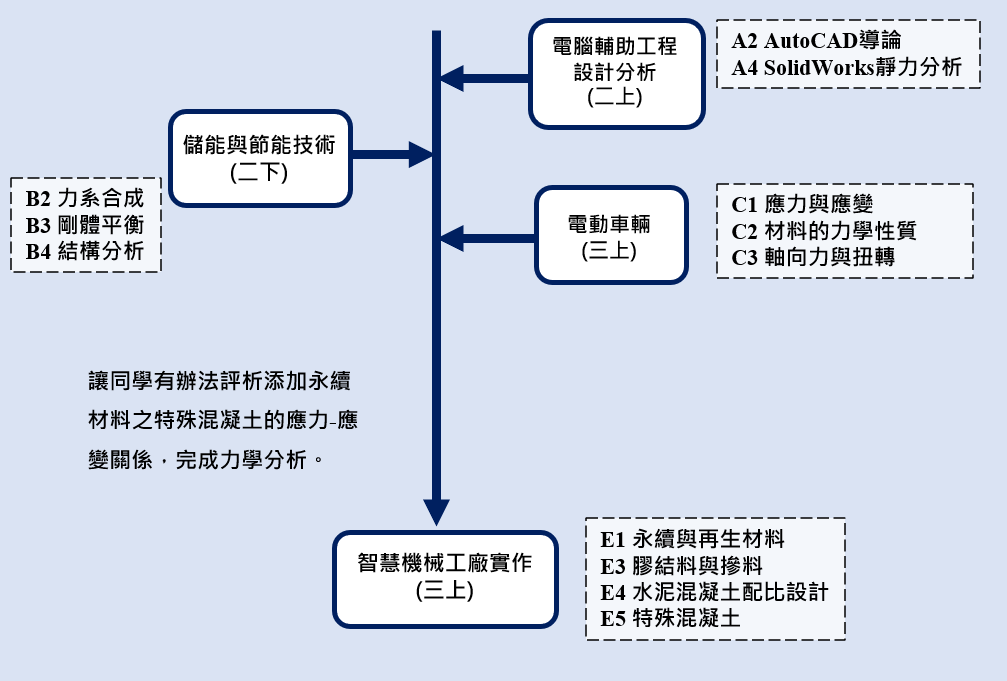 電腦輔助工程
設計分析
(二上)
A2 AutoCAD導論
A4 SolidWorks靜力分析
儲能與節能技術
(二下)
B2 力系合成
B3 剛體平衡
B4 結構分析
電動車輛
(三上)
C1 應力與應變
C2 材料的力學性質
C3 軸向力與扭轉
讓同學有辦法評析添加永續
材料之特殊混凝土的應力-應
變關係，完成力學分析。
智慧機械工廠實作
(三上)
E1 永續與再生材料
E3 膠結料與摻料
E4 水泥混凝土配比設計
E5 特殊混凝土